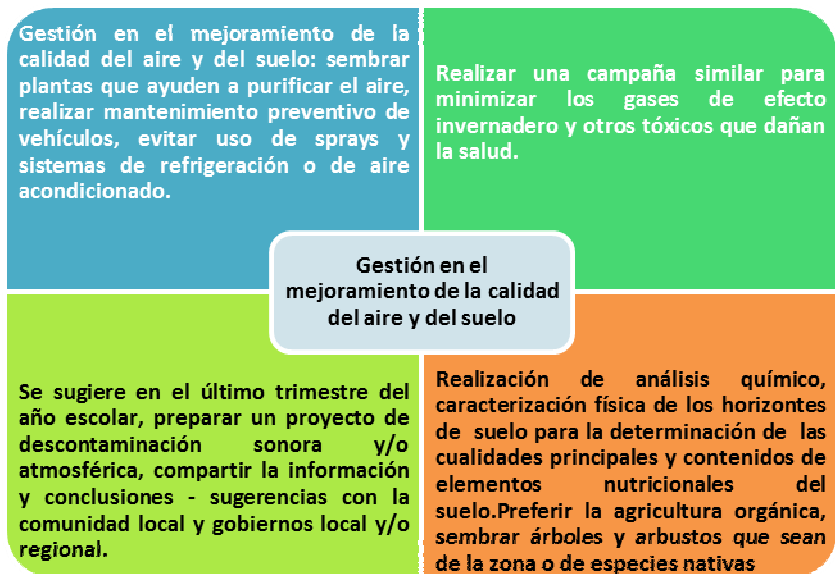 Gestión en el mejoramiento de la
calidad del aire y del suelo: sembrar
plantas que ayuden a purificar el aire,
realizar mantenimiento preventivo de
vehículos, evitar uso de sprays y
sistemas de refrigeración o de aire
acondicionado.
Realizar una campaña similar para
minimizar los gases de efecto
invernadero y otros tóxicos que dañan
la salud.
Gestión en el
mejoramiento de la calidad
del aire y del suelo
Se sugiere en el último trimestre del
año escolar, preparar un proyecto de
descontaminación sonora y/o
atmosférica, compartir la información
y conclusiones - sugerencias con la
comunidad local y gobiernos local y/o
regional.
Realización de análisis químico,
caracterización física de los horizontes
de suelo para la determinación de las
cualidades principales y contenidos de
elementos nutricionales del
suelo.Preferir la agricultura orgánica,
sembrar árboles y arbustos que sean
de la zona o de especies nativas